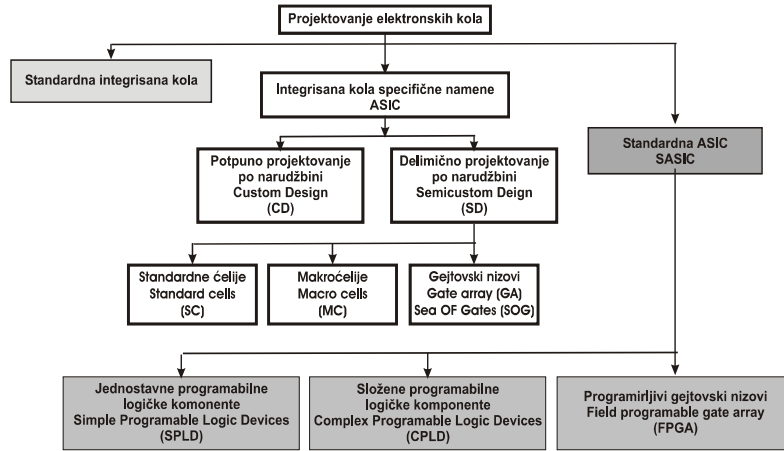 Projektovanje elektronskih kola
Standardna integrisana kola
Integrisana kola specifične namene
ASIC
Standardna ASIC
SASIC
Potpuno projektovanje
po narudžbini
Custom Design
(CD)
Delimično projektovanje
po narudžbini
Semicustom Deign
(SD)
Standardne ćelije
Standard cells
(SC)
Makroćelije
Macro cells
(MC)
Gejtovski nizovi
Gate array (GA)
Sea OF Gates (SOG)
Jednostavne programabilne
logičke komonente
Simple Programable Logic Devices
(SPLD)
Složene programabilne
logičke komponente
Complex Programable Logic Devices
(CPLD)
Programirljivi gejtovski nizovi
Field programable gate array
(FPGA)